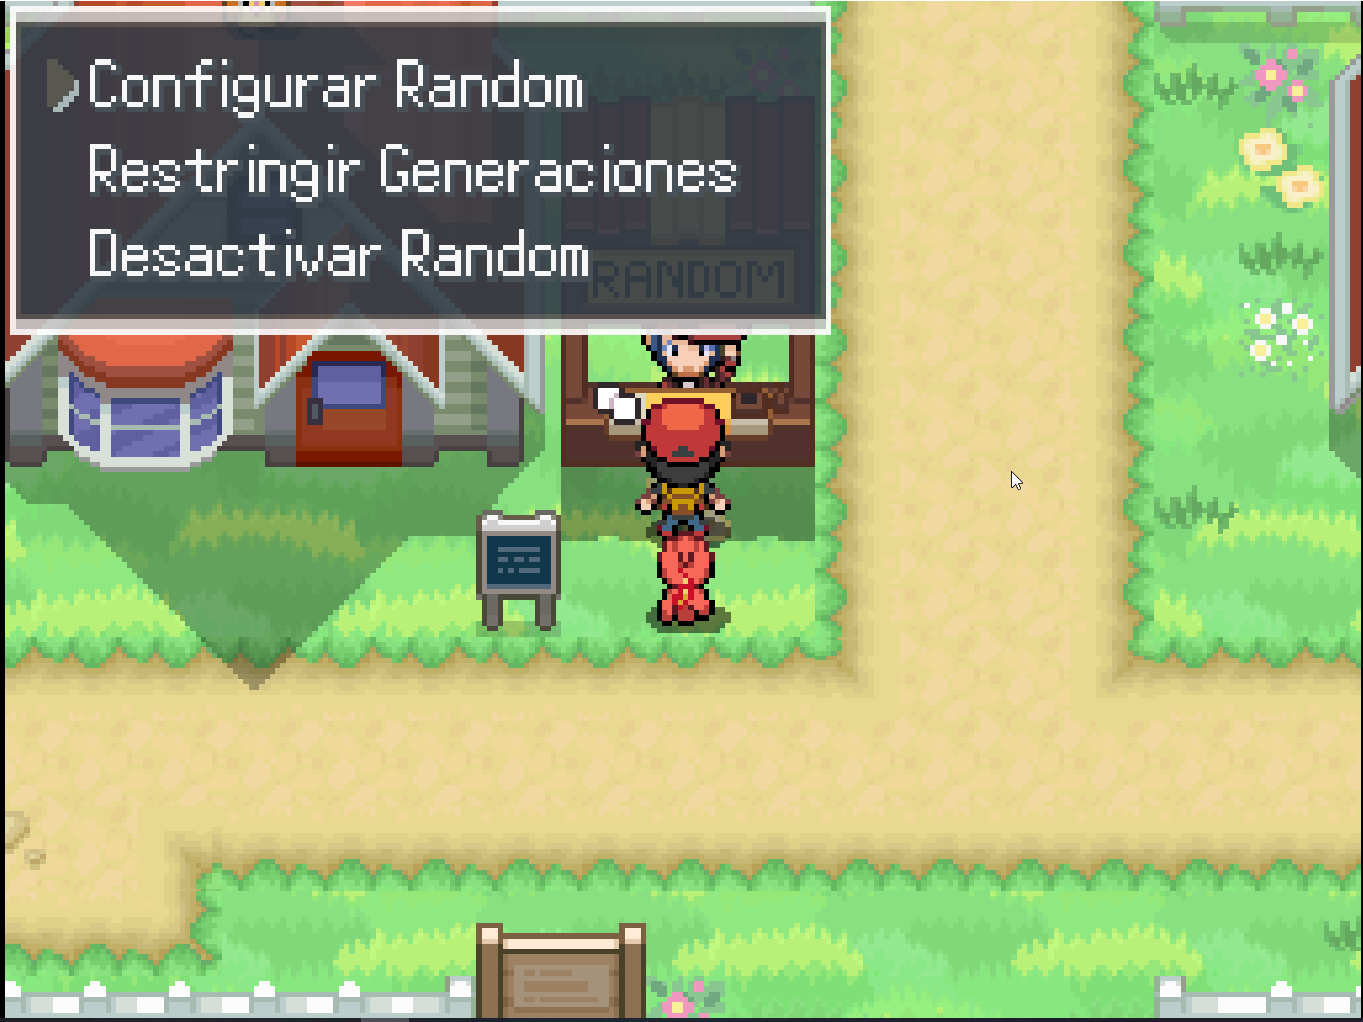 Configurar Random
Restringir Generaciones
Desactivar Random
RANDOM